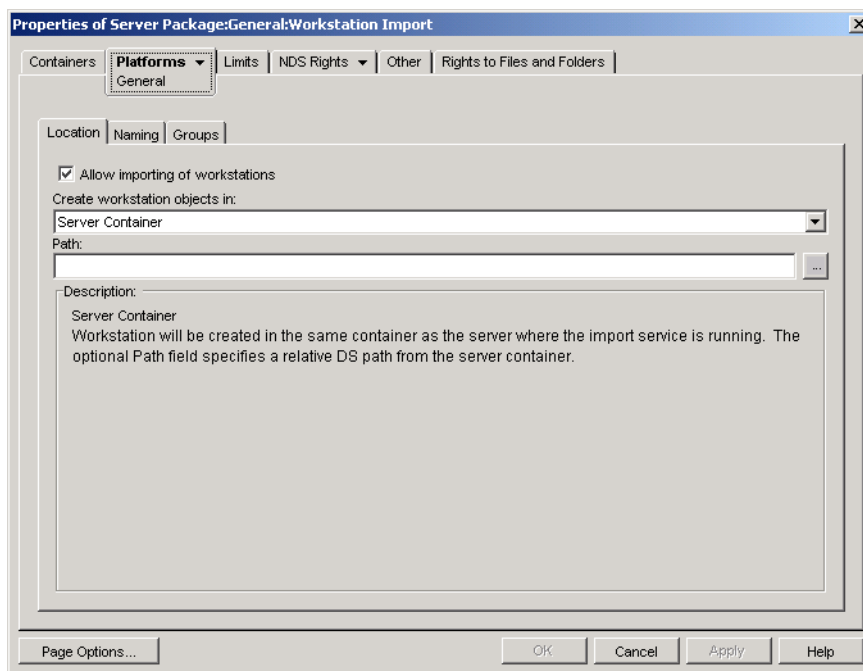 Properties of Server Package:General:Workstation Import
Containers Platforms Limits NDS Rights Other Rights to Files and Folders
General
Location Naming Groups
Allow importing of workstations
Create workstation objects in:
Server Container
Path:
...
Description:
Server Container
Workstation will be created in the same container as the server where the import service is running. The
optional Path field specifies a relative DS path from the server container.
Page Options... OK Cancel Apply Help